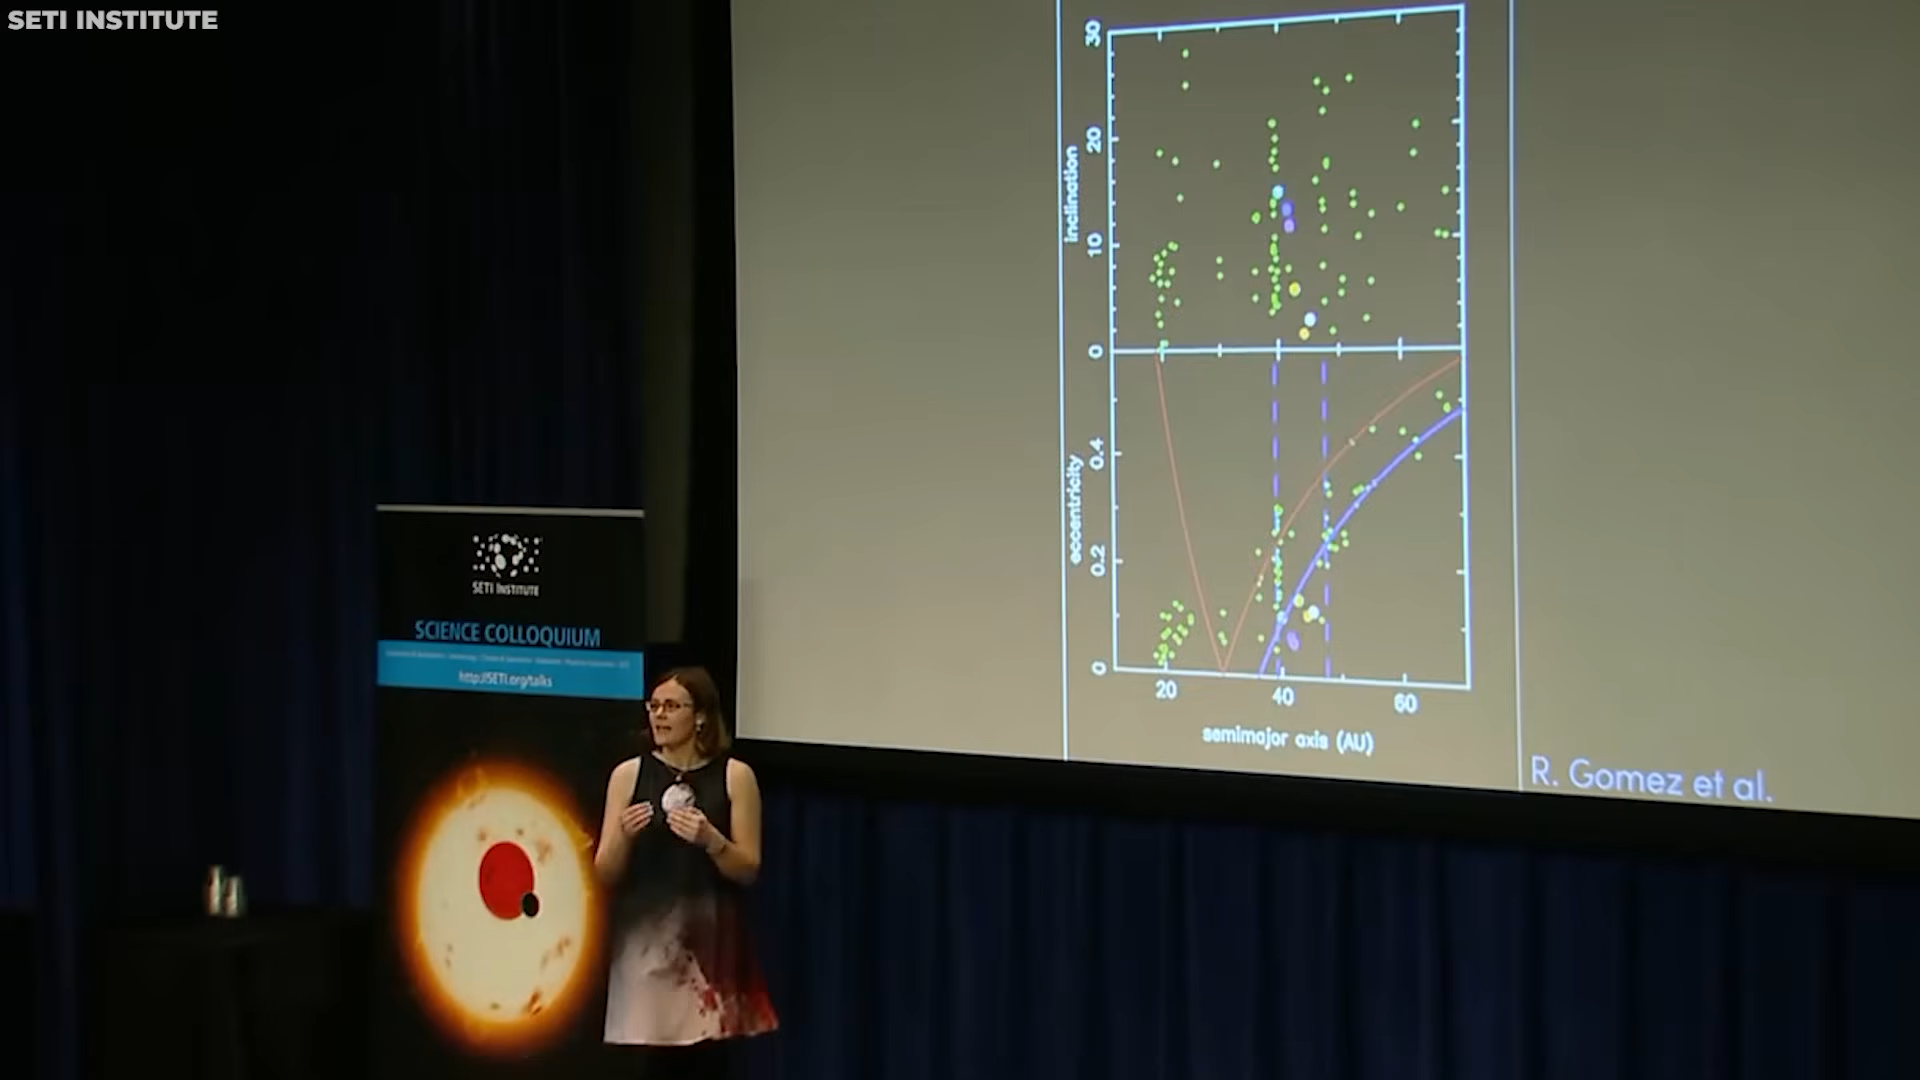 SETI INSTITUTE
30
20
10
0
inclination
0.4
0.2
0
eccentricity
20 40 60
semimajor axis (AU)
R. Gomez et al.
SETI INSTITUTE
SCIENCE COLLOQUIUM
http://SETI.org/talks